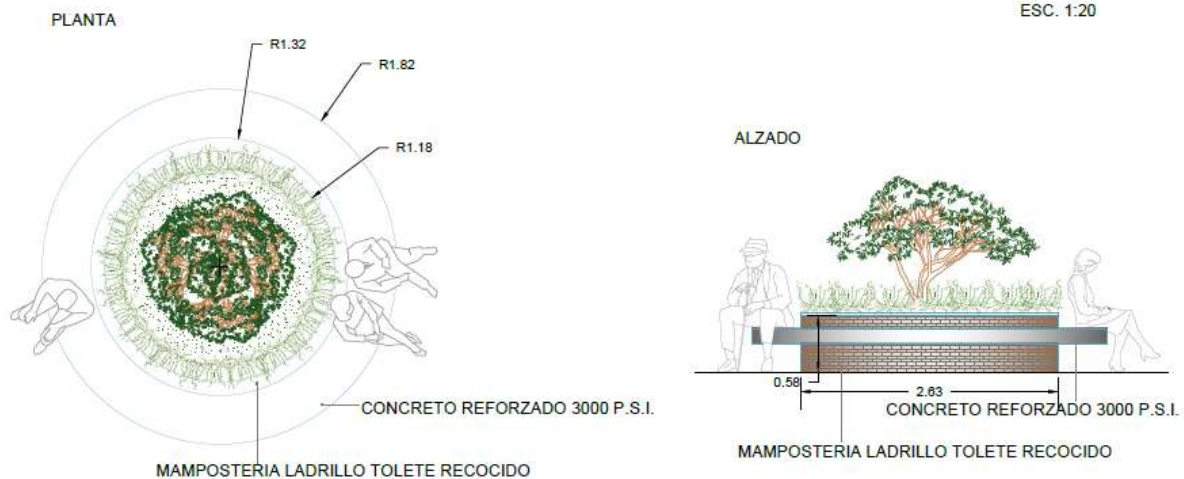 PLANTA
R1.32
R1.82
R1.18
CONCRETO REFORZADO 3000 P.S.I.
MAMPOSTERIA LADRILLO TOLETE RECOCIDO
ESC. 1:20
ALZADO
0.58
2.63
CONCRETO REFORZADO 3000 P.S.I.
MAMPOSTERIA LADRILLO TOLETE RECOCIDO